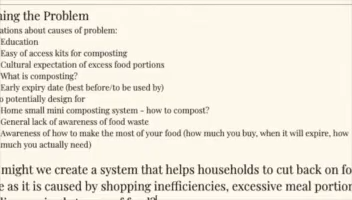 ning the Problem
ations about causes of problem:
Education
Easy of access kits for composting
Cultural expectation of excess food portions
What is composting?
Early expiry date (best before/to be used by)
o potentially design for
Home small mini composting system - how to compost?
General lack of awareness of food waste
Awareness of how to make the most of your food (how much you buy, when it will expire, how
much you actually need)
might we create a system that helps households to cut back on fo
e as it is caused by shopping inefficiencies, excessive meal portion